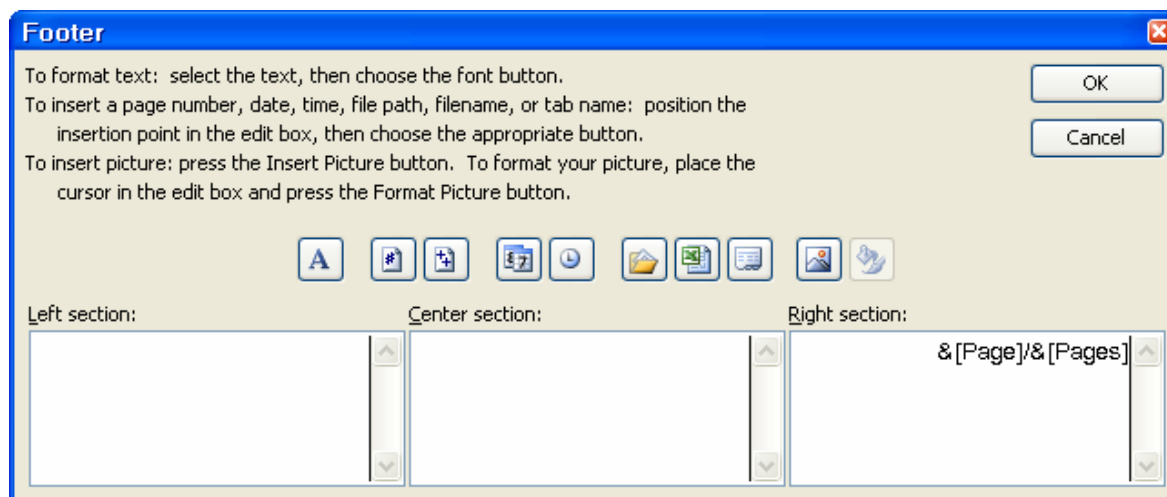 Footer
To format text: select the text, then choose the font button.
To insert a page number, date, time, file path, filename, or tab name: position the
insertion point in the edit box, then choose the appropriate button.
To insert picture: press the Insert Picture button. To format your picture, place the
cursor in the edit box and press the Format Picture button.
OK
Cancel
A
Left section:
Center section:
Right section:
&[Page]/&[Pages]